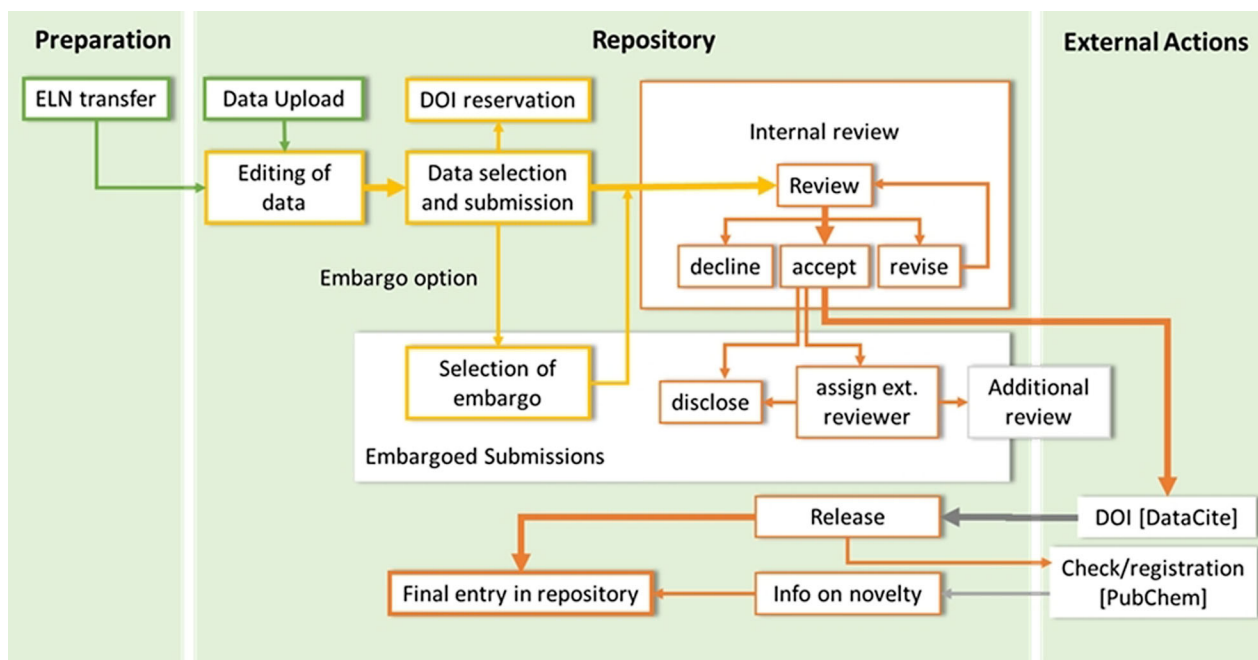 Preparation
Repository
External Actions
ELN transfer
Data Upload
DOI reservation
Internal review
Editing of
data
Data selection
and submission
Review
decline
accept
revise
Embargo option
Selection of
embargo
disclose
assign ext.
reviewer
Additional
review
Embargoed Submissions
Release
DOI [DataCite]
Final entry in repository
Info on novelty
Check/registration
[PubChem]